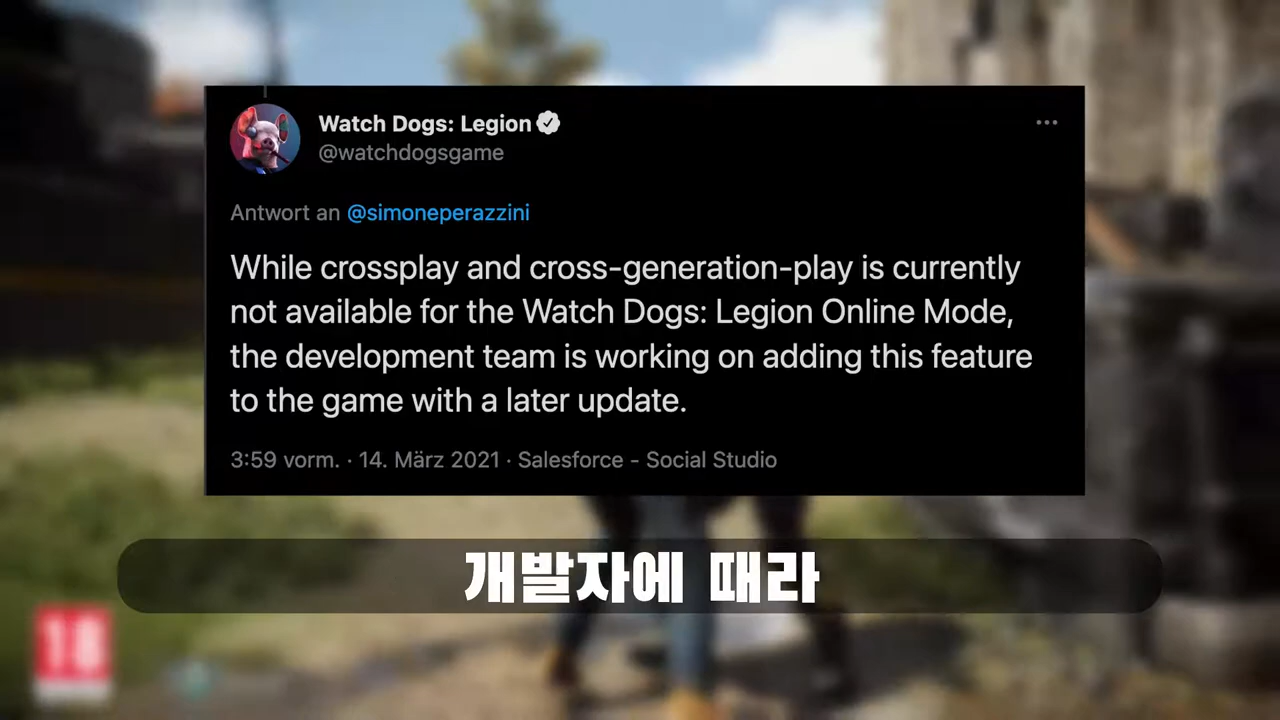 Watch Dogs: Legion
@watchdogsgame
Antwort an @simoneperazzini
While crossplay and cross-generation-play is currently
not available for the Watch Dogs: Legion Online Mode,
the development team is working on adding this feature
to the game with a later update.
3:59 vorm. · 14. März 2021 · Salesforce - Social Studio
개발자에 때라
18